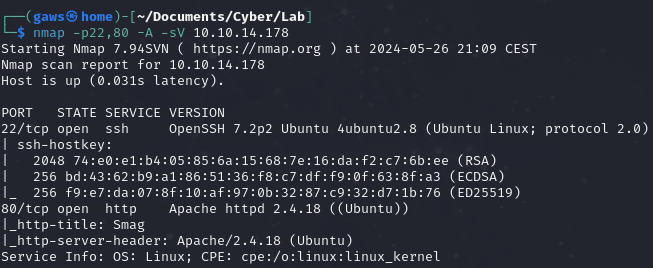 ┌──(gaws㉿home)-[~/Documents/Cyber/Lab]
└─$ nmap -p22,80 -A -sV 10.10.14.178
Starting Nmap 7.94SVN ( https://nmap.org ) at 2024-05-26 21:09 CEST
Nmap scan report for 10.10.14.178
Host is up (0.031s latency).

PORT   STATE SERVICE VERSION
22/tcp open  ssh     OpenSSH 7.2p2 Ubuntu 4ubuntu2.8 (Ubuntu Linux; protocol 2.0)
| ssh-hostkey:
|   2048 74:e0:e1:b4:05:85:6a:15:68:7e:16:da:f2:c7:6b:ee (RSA)
|   256 bd:43:62:b9:a1:86:51:36:f8:c7:df:f9:0f:63:8f:a3 (ECDSA)
|_  256 f9:e7:da:07:8f:10:af:97:0b:32:87:c9:32:d7:1b:76 (ED25519)
80/tcp open  http    Apache httpd 2.4.18 ((Ubuntu))
|_http-title: Smag
|_http-server-header: Apache/2.4.18 (Ubuntu)
Service Info: OS: Linux; CPE: cpe:/o:linux:linux_kernel